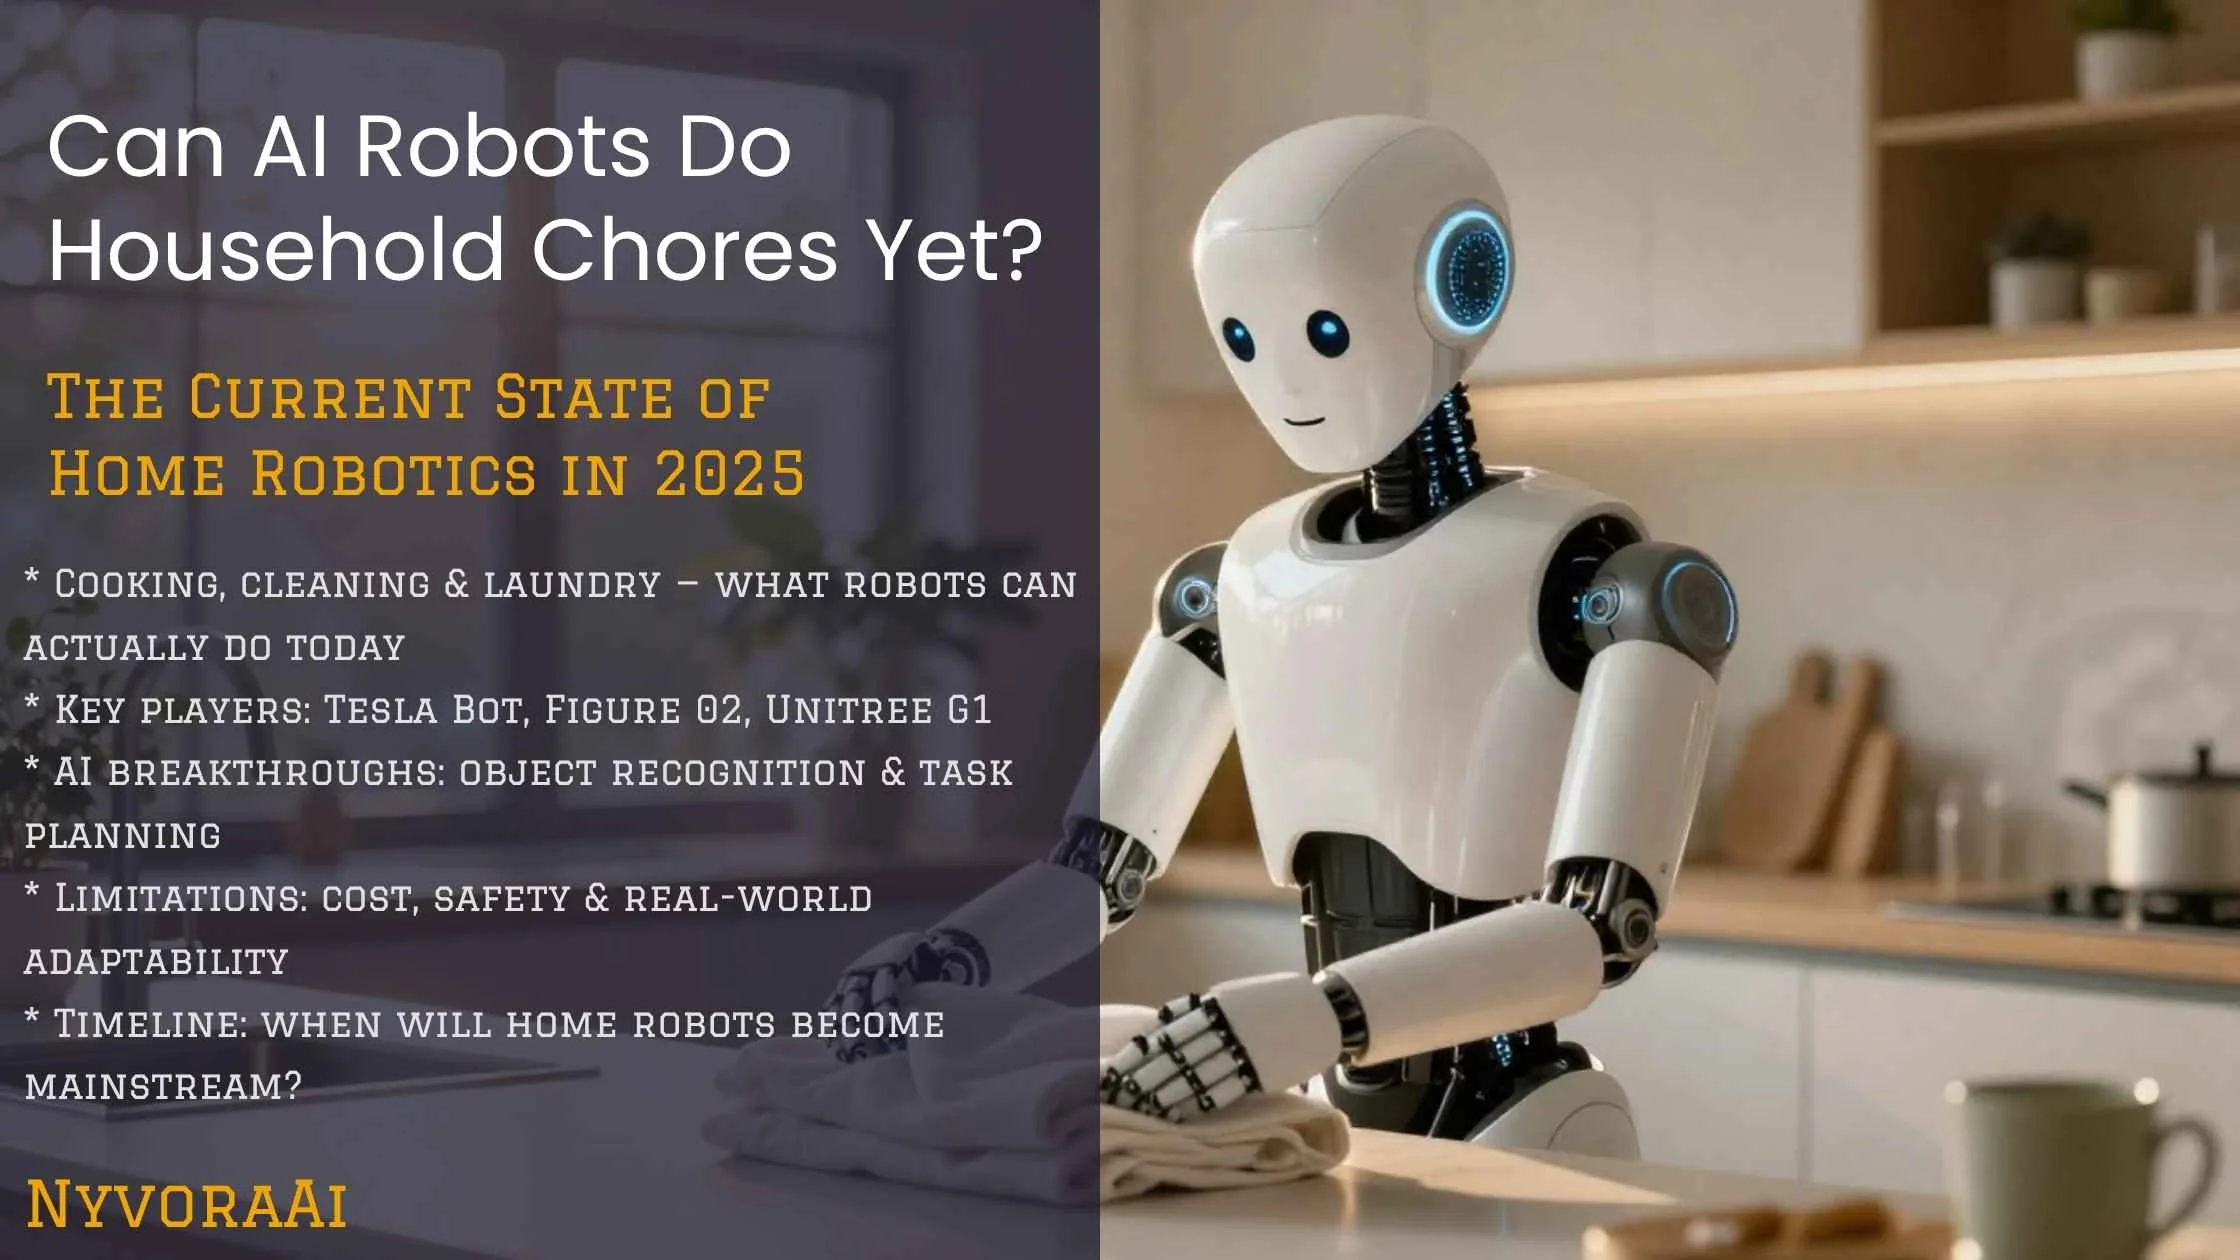 Can AI Robots Do
Household Chores Yet?
The Current State of
Home Robotics in 2025
* Cooking, cleaning & laundry – what robots can
actually do today
* Key players: Tesla Bot, Figure 02, Unitree G1
* AI breakthroughs: object recognition & task
planning
* Limitations: cost, safety & real-world
adaptability
* Timeline: when will home robots become
mainstream?
NyvoraAi